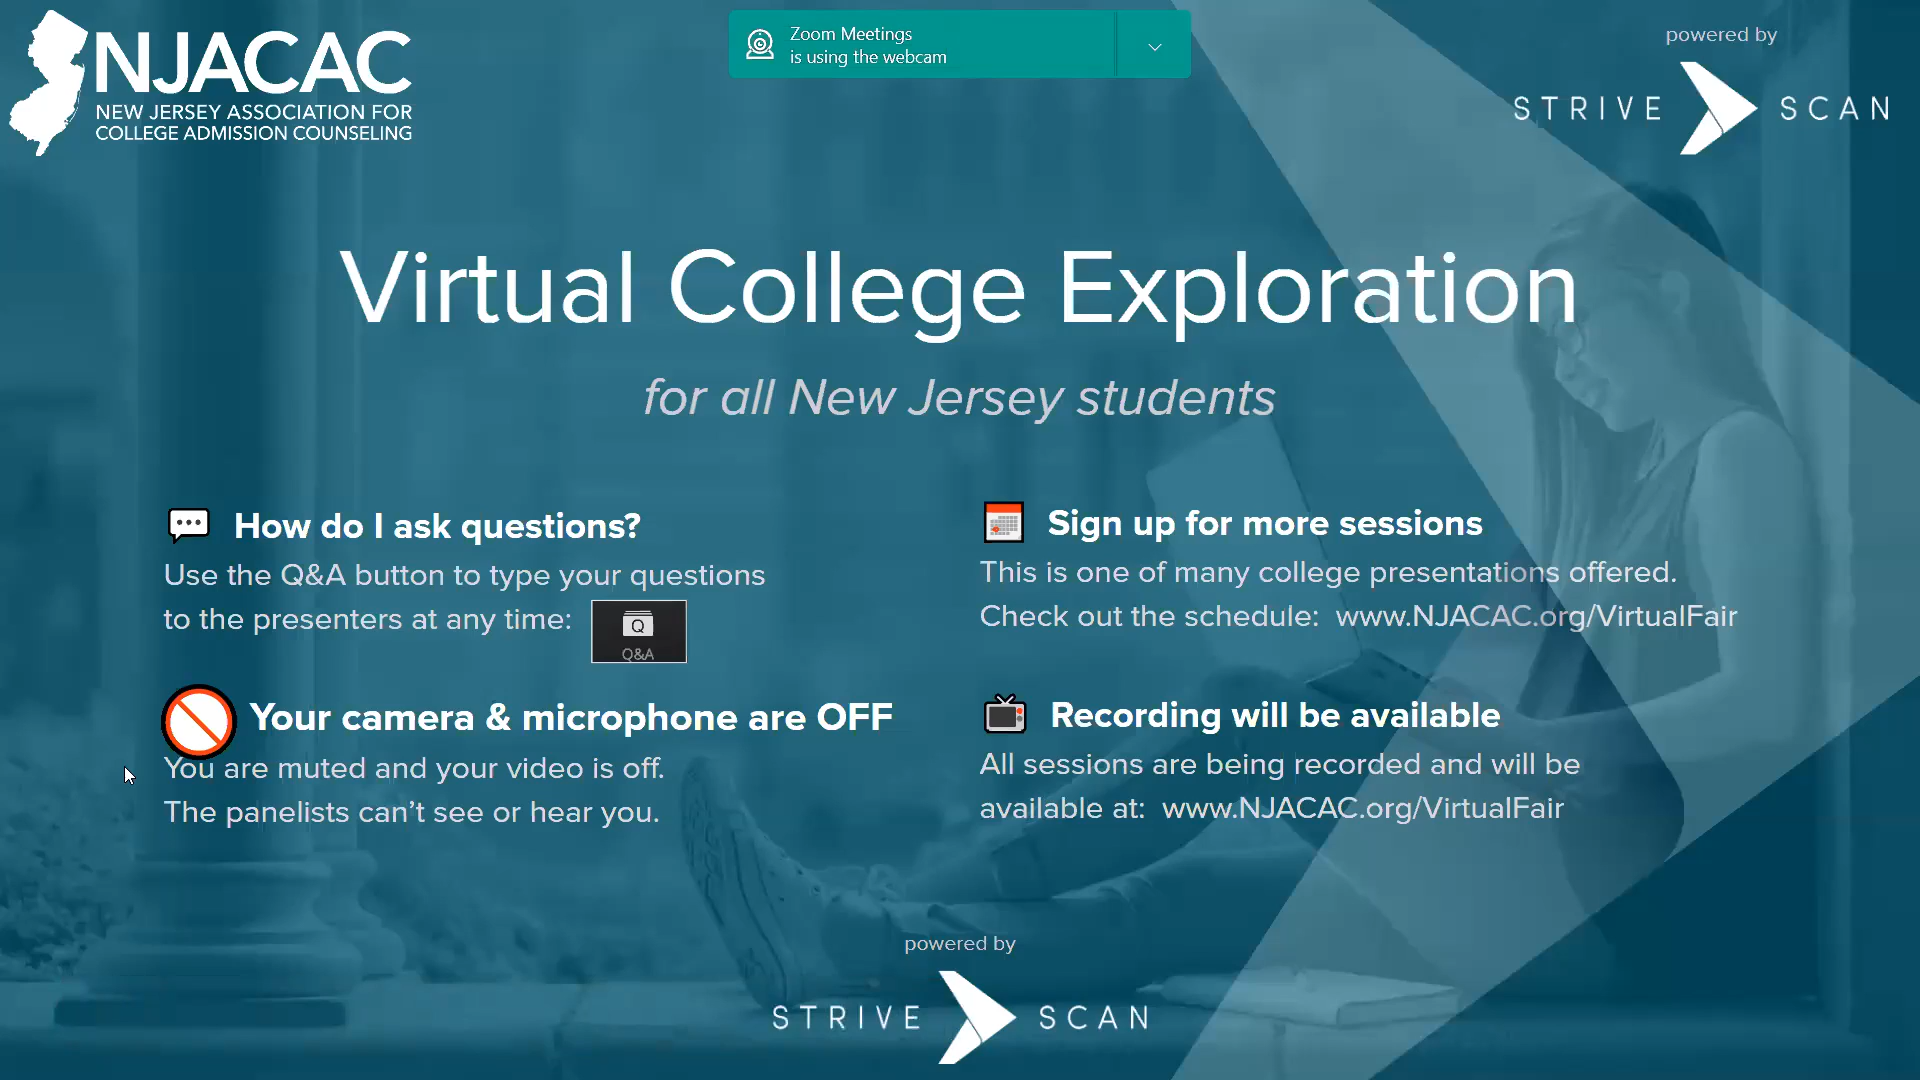 NJACAC
NEW JERSEY ASSOCIATION FOR
COLLEGE ADMISSION COUNSELING
Zoom Meetings
is using the webcam
powered by
STRIVE SCAN
Virtual College Exploration
for all New Jersey students
How do I ask questions?
Use the Q&A button to type your questions
to the presenters at any time:
Q
Q&A
Sign up for more sessions
This is one of many college presentations offered.
Check out the schedule: www.NJACAC.org/VirtualFair
Your camera & microphone are OFF
You are muted and your video is off.
The panelists can’t see or hear you.
Recording will be available
All sessions are being recorded and will be
available at: www.NJACAC.org/VirtualFair
powered by
STRIVE SCAN